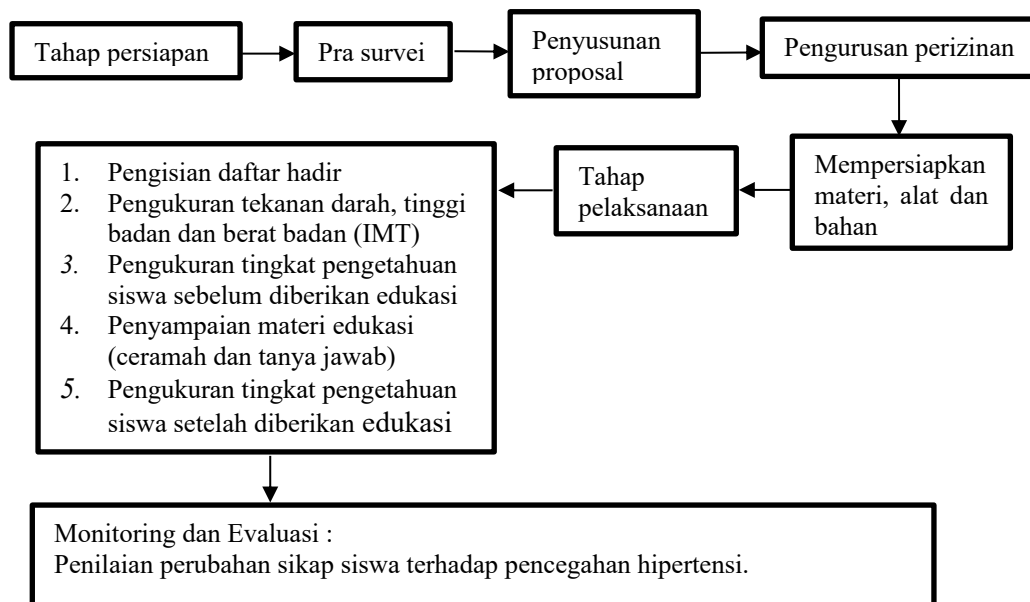 Tahap persiapan
Pra survei
Penyusunan
proposal
Pengurusan perizinan
Mempersiapkan
materi, alat dan
bahan
Tahap
pelaksanaan
1. Pengisian daftar hadir
2. Pengukuran tekanan darah, tinggi
badan dan berat badan (IMT)
3. Pengukuran tingkat pengetahuan
siswa sebelum diberikan edukasi
4. Penyampaian materi edukasi
(ceramah dan tanya jawab)
5. Pengukuran tingkat pengetahuan
siswa setelah diberikan edukasi
Monitoring dan Evaluasi :
Penilaian perubahan sikap siswa terhadap pencegahan hipertensi.